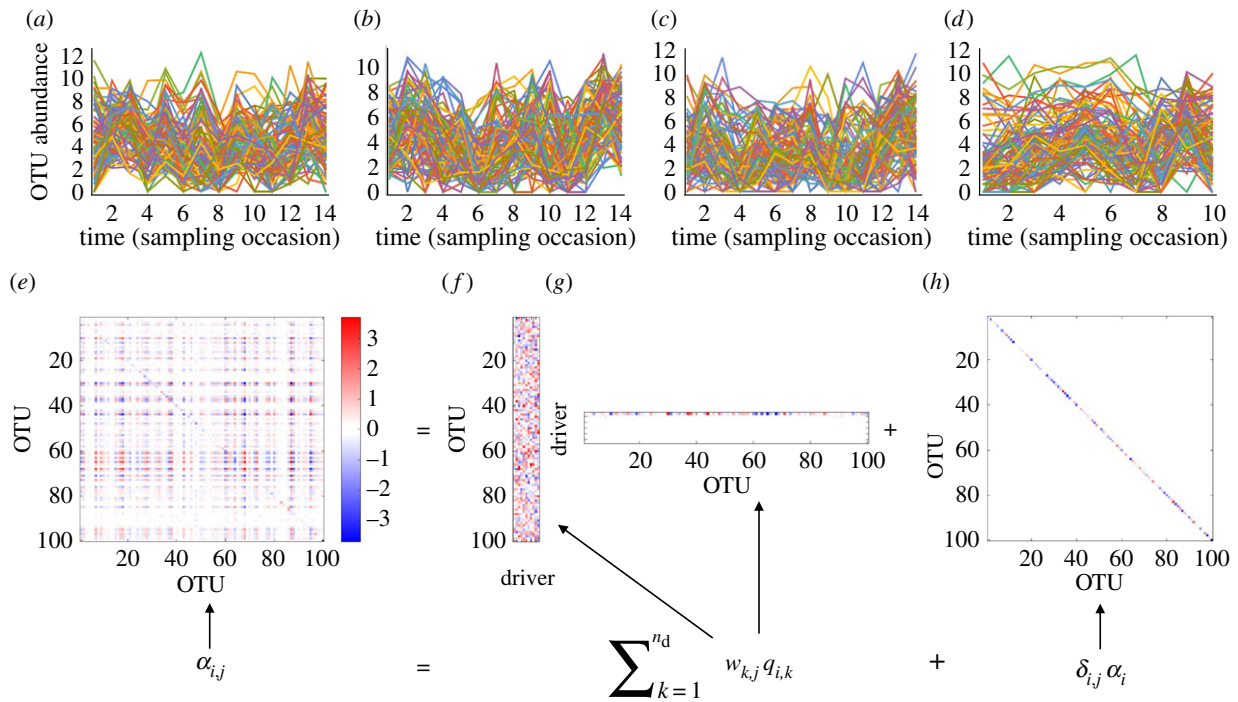 (a) (b) (c) (d)
OTU abundance
12 10 8 6 4 2 0
10 8 6 4 2 0
12 10 8 6 4 2 0
12 10 8 6 4 2 0
2 4 6 8 10 12 14
2 4 6 8 10 12 14
2 4 6 8 10 12 14
2 4 6 8 10
time (sampling occasion) time (sampling occasion) time (sampling occasion) time (sampling occasion)
(e) (f) (g) (h)
OTU
20 40 60 80 100
20 40 60 80 100
OTU
3 2 1 0 −1 −2 −3
=
OTU
20 40 60 80 100
driver
driver
20 40 60 80 100
OTU
+
OTU
20 40 60 80 100
20 40 60 80 100
OTU
α_{i,j} = ∑_{k=1}^{n_d} w_{k,j} q_{i,k} + δ_{i,j} α_i